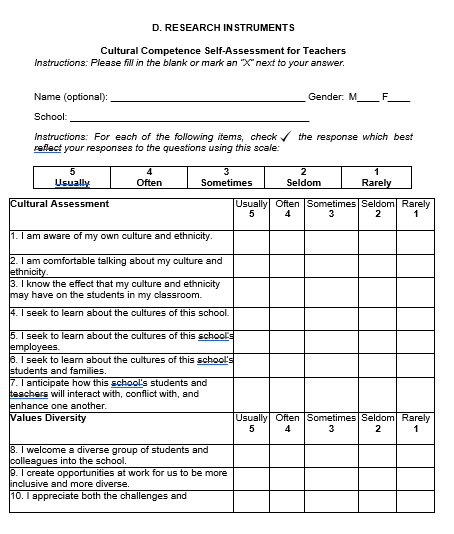 D. RESEARCH INSTRUMENTS
Cultural Competence Self-Assessment for Teachers
Instructions: Please fill in the blank or mark an "X" next to your answer.
Name (optional): ______________________________ Gender: M____ F____
School: ____________________________________
Instructions: For each of the following items, check ✓ the response which best
reflect your responses to the questions using this scale:
5 4 3 2 1
Usually Often Sometimes Seldom Rarely
Cultural Assessment Usually Often Sometimes Seldom Rarely
5 4 3 2 1
1. I am aware of my own culture and ethnicity.
2. I am comfortable talking about my culture and
ethnicity.
3. I know the effect that my culture and ethnicity
may have on the students in my classroom.
4. I seek to learn about the cultures of this school.
5. I seek to learn about the cultures of this school's
employees.
6. I seek to learn about the cultures of this school's
students and families.
7. I anticipate how this school's students and
teachers will interact with, conflict with, and
enhance one another.
Values Diversity Usually Often Sometimes Seldom Rarely
5 4 3 2 1
8. I welcome a diverse group of students and
colleagues into the school.
9. I create opportunities at work for us to be more
inclusive and more diverse.
10. I appreciate both the challenges and